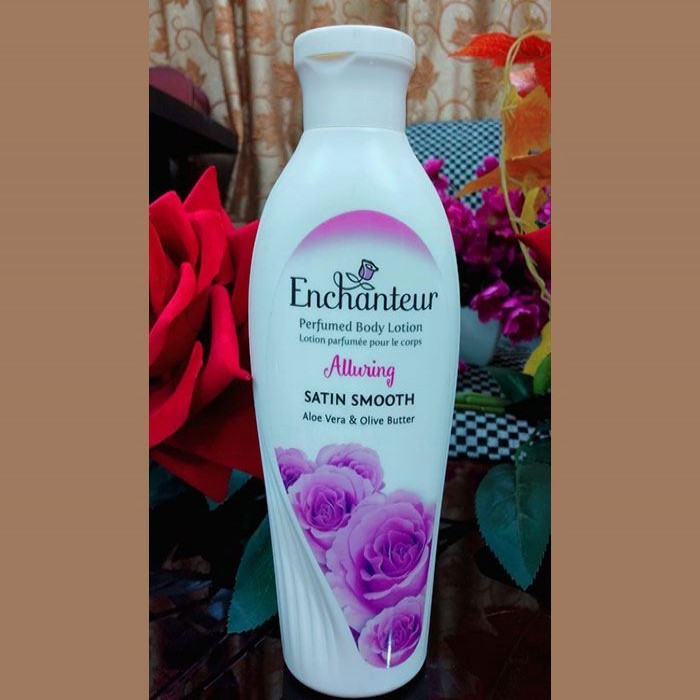 Enchanteur
Perfumed Body Lotion
Lotion parfumée pour le corps
Alluring
SATIN SMOOTH
Aloe Vera & Olive Butter